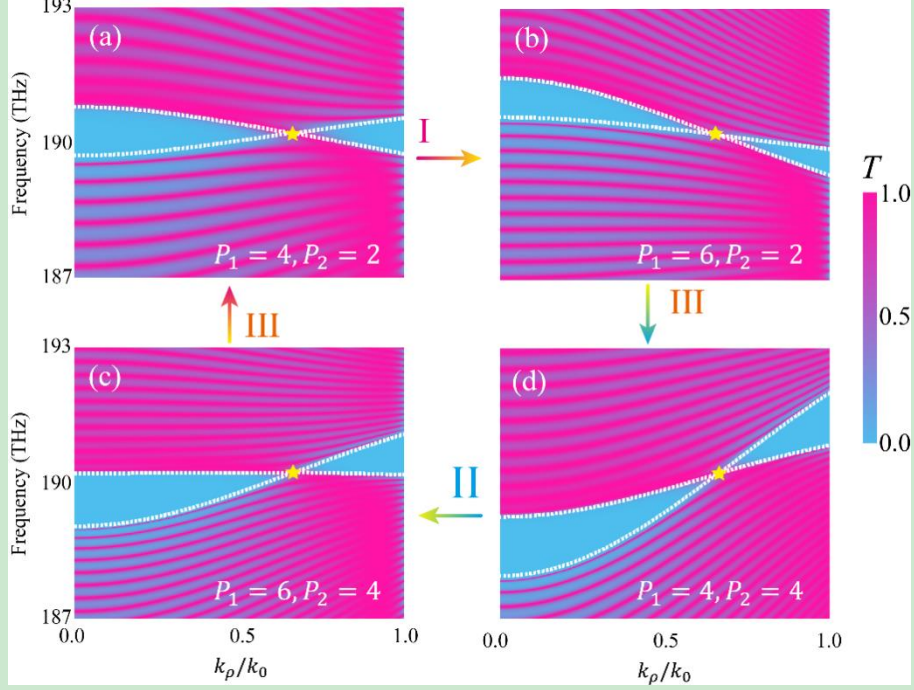 193
(a)
(b)
Frequency (THz)
190
I
T
1.0
P₁ = 4, P₂ = 2
P₁ = 6, P₂ = 2
187
III
III
0.5
193
(c)
(d)
Frequency (THz)
190
II
0.0
P₁ = 6, P₂ = 4
P₁ = 4, P₂ = 4
187
0.0 0.5 1.0
0.0 0.5 1.0
kρ/k₀
kρ/k₀